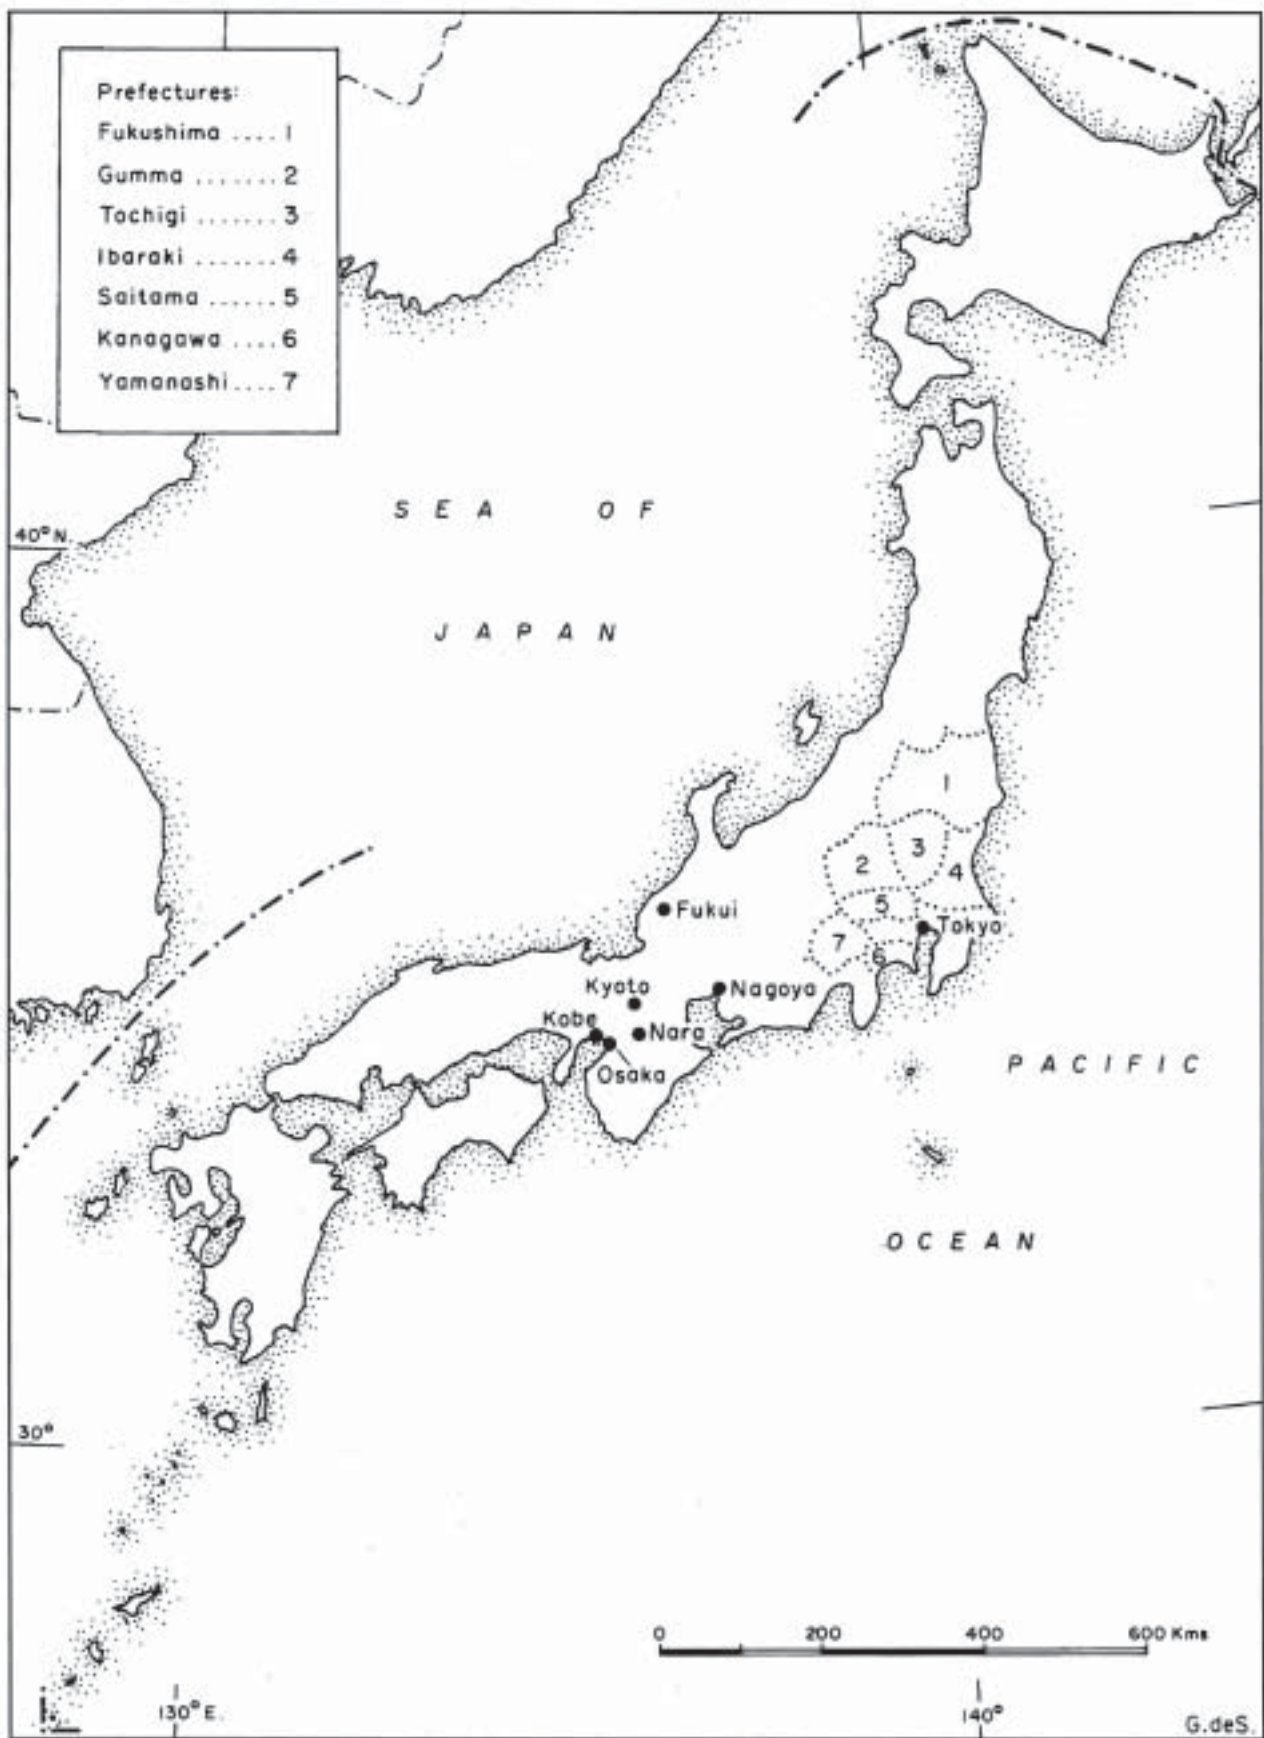 Prefectures:
Fukushima .... 1
Gumma ....... 2
Tochigi ....... 3
Ibaraki ....... 4
Saitama ...... 5
Kanagawa .... 6
Yamanashi .... 7
SEA OF
JAPAN
40° N
1
2
3
4
5
6
7
Fukui
Tokyo
Kyoto
Nagoya
Kobe
Nara
Osaka
PACIFIC
OCEAN
30°
0 200 400 600 Kms
130° E.
140°
G.deS.